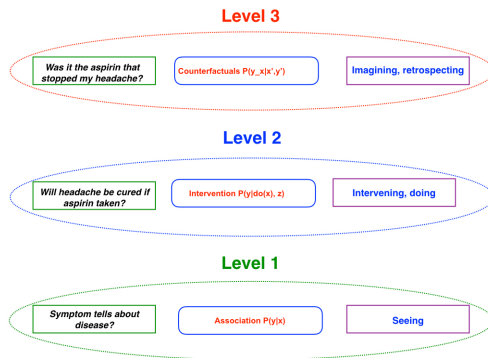 Level 3
Was it the aspirin that
stopped my headache?
Counterfactuals P(y_x|x',y')
Imagining, retrospecting
Level 2
Will headache be cured if
aspirin taken?
Intervention P(y|do(x), z)
Intervening, doing
Level 1
Symptom tells about
disease?
Association P(y|x)
Seeing